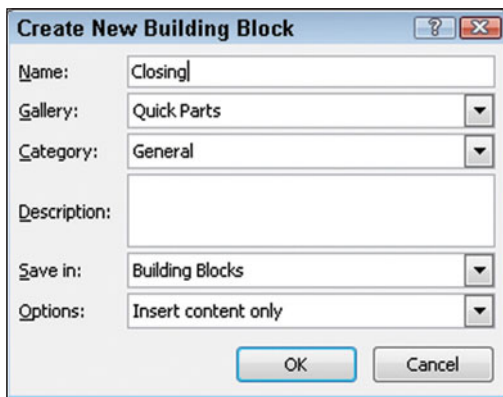 Create New Building Block ?
Name: Closing
Gallery: Quick Parts
Category: General
Description:
Save in: Building Blocks
Options: Insert content only
OK Cancel